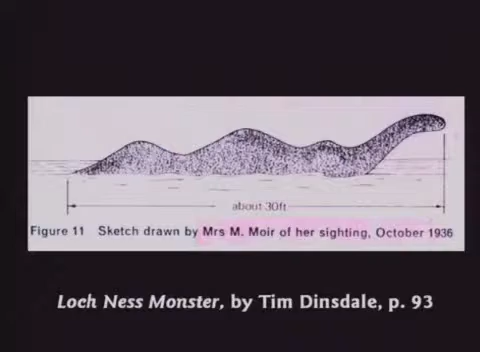 about 30ft
Figure 11 Sketch drawn by Mrs M. Moir of her sighting, October 1936
Loch Ness Monster, by Tim Dinsdale, p. 93